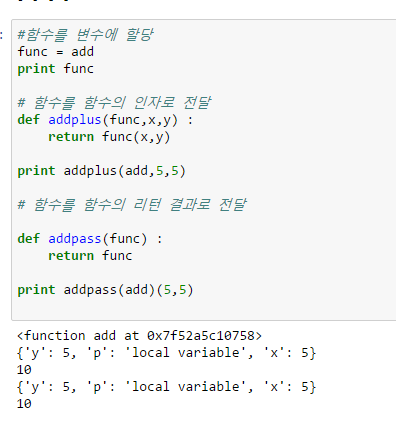 #함수를 변수에 할당
func = add
print func
# 함수를 함수의 인자로 전달
def addplus(func,x,y) :
return func(x,y)
print addplus(add,5,5)
# 함수를 함수의 리턴 결과로 전달
def addpass(func) :
return func
print addpass(add)(5,5)
<function add at 0x7f52a5c10758>
{'y': 5, 'p': 'local variable', 'x': 5}
10
{'y': 5, 'p': 'local variable', 'x': 5}
10